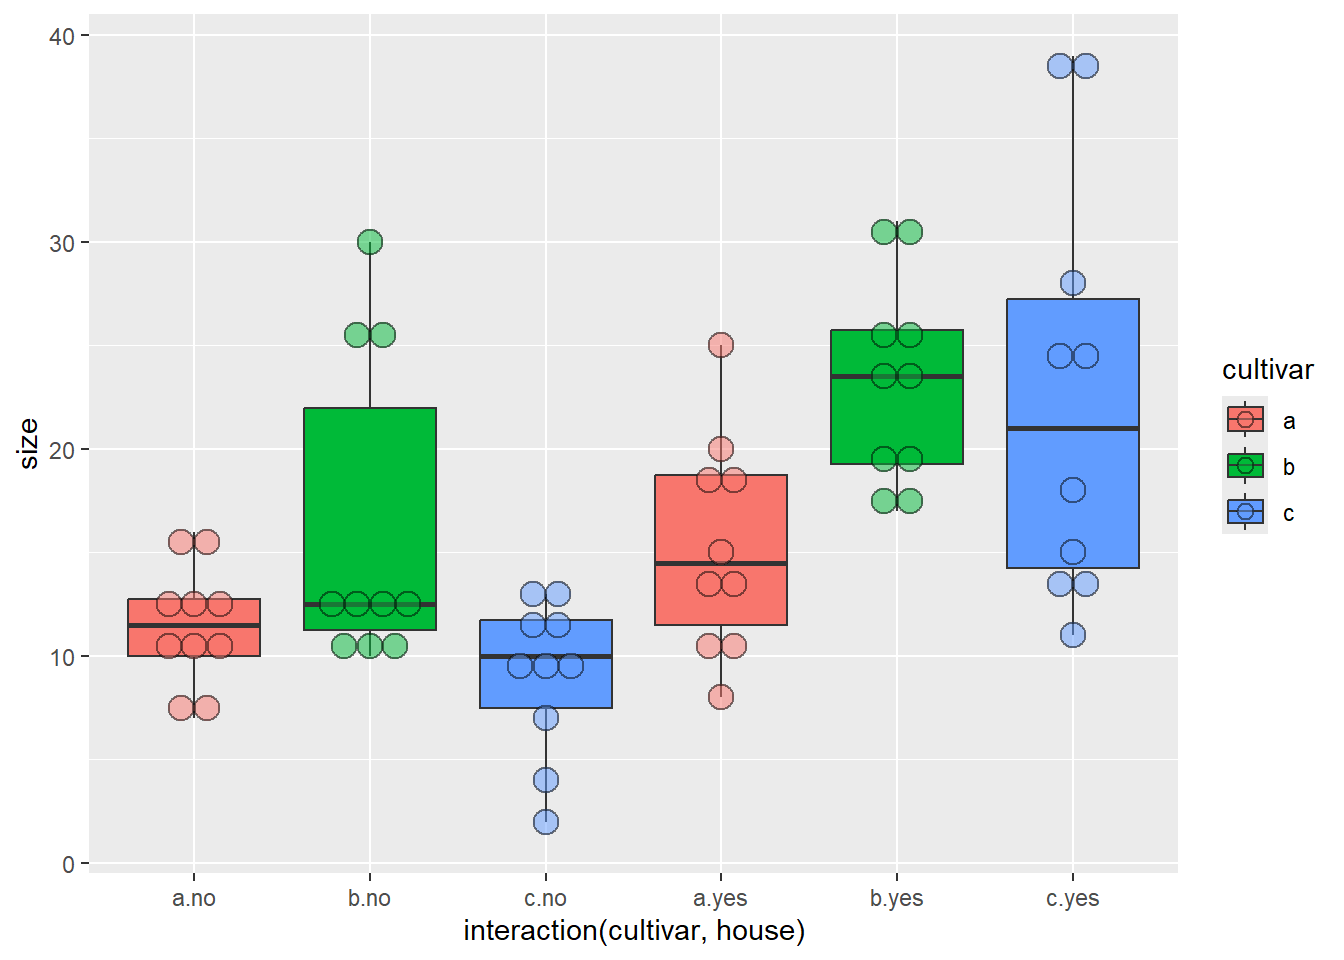 40
30
20
10
0
size
a.no
b.no
c.no
a.yes
b.yes
c.yes
interaction(cultivar, house)
cultivar
a
b
c